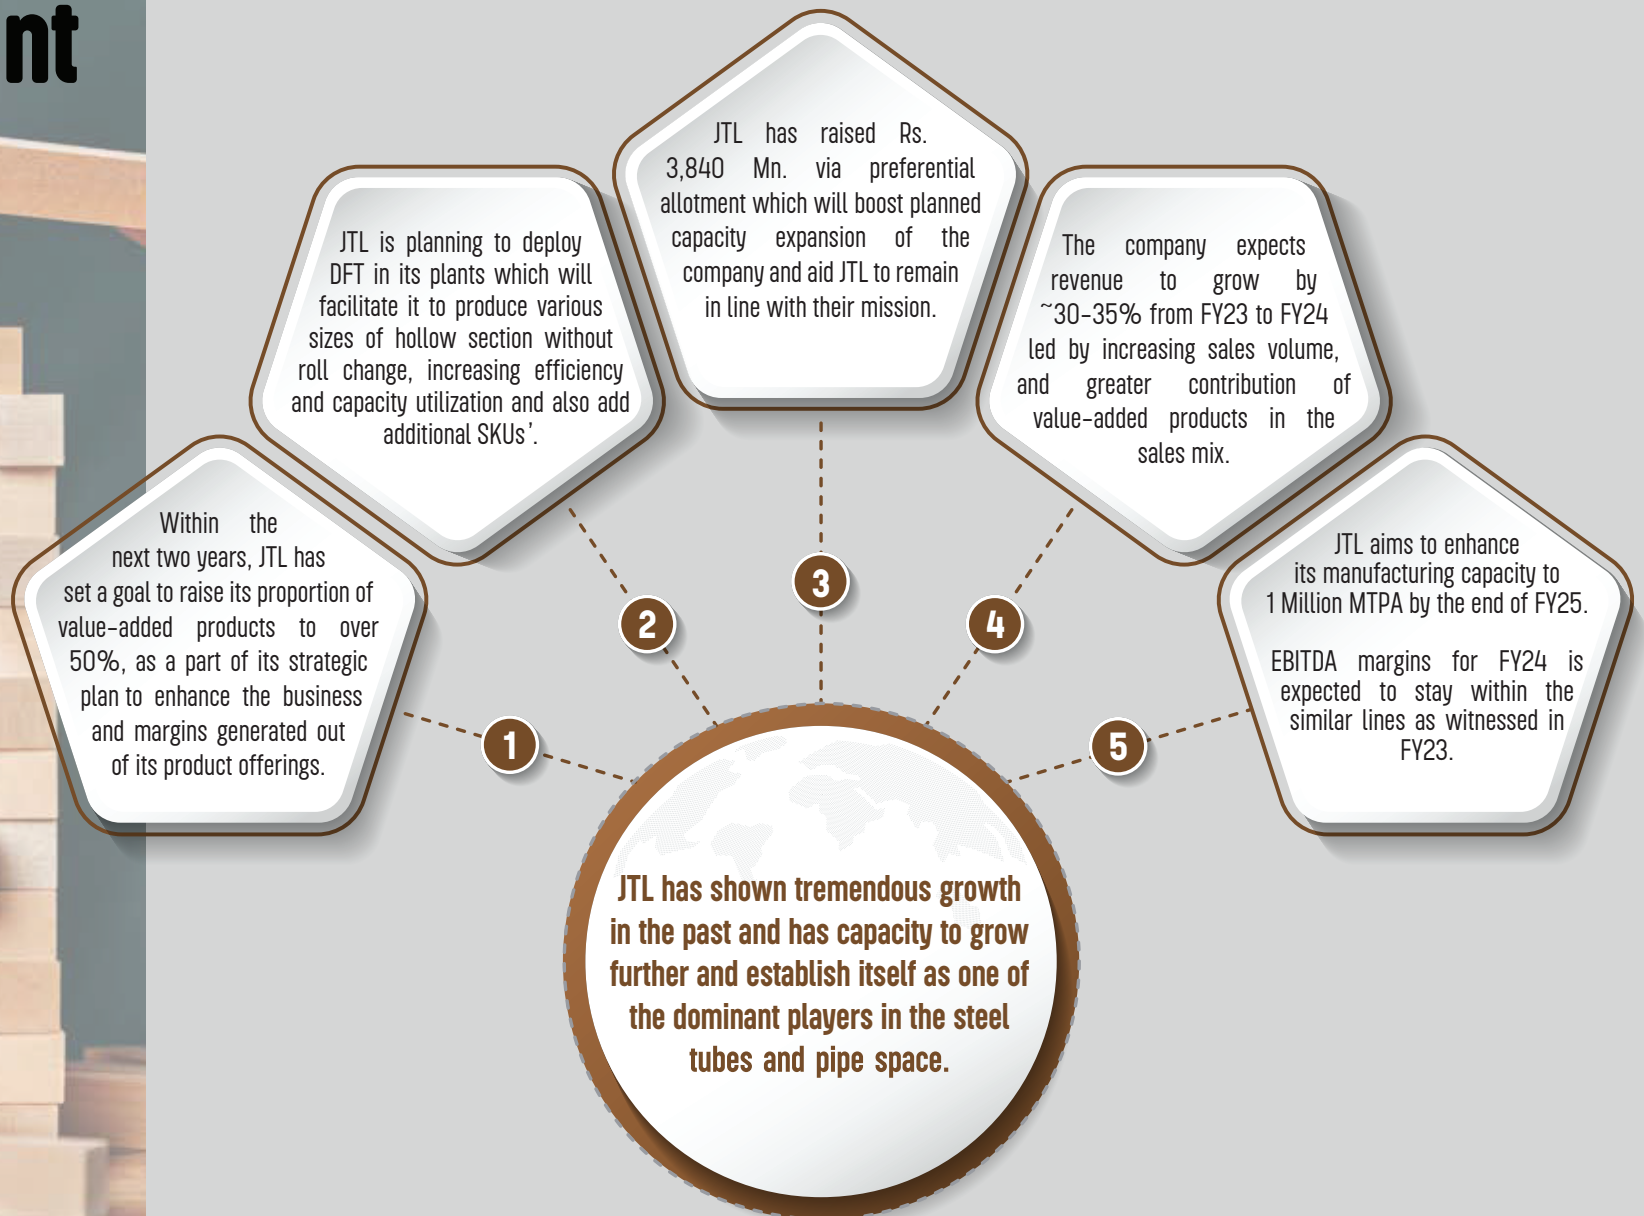 nt
Within the
next two years, JTL has
set a goal to raise its proportion of
value-added products to over
50%, as a part of its strategic
plan to enhance the business
and margins generated out
of its product offerings.
1
JTL is planning to deploy
DFT in its plants which will
facilitate it to produce various
sizes of hollow section without
roll change, increasing efficiency
and capacity utilization and also add
additional SKUs'.
2
JTL has raised Rs.
3,840 Mn. via preferential
allotment which will boost planned
capacity expansion of the
company and aid JTL to remain
in line with their mission.
3
The company expects
revenue to grow by
~30-35% from FY23 to FY24
led by increasing sales volume,
and greater contribution of
value-added products in the
sales mix.
4
JTL aims to enhance
its manufacturing capacity to
1 Million MTPA by the end of FY25.
EBITDA margins for FY24 is
expected to stay within the
similar lines as witnessed in
FY23.
5
JTL has shown tremendous growth
in the past and has capacity to grow
further and establish itself as one of
the dominant players in the steel
tubes and pipe space.